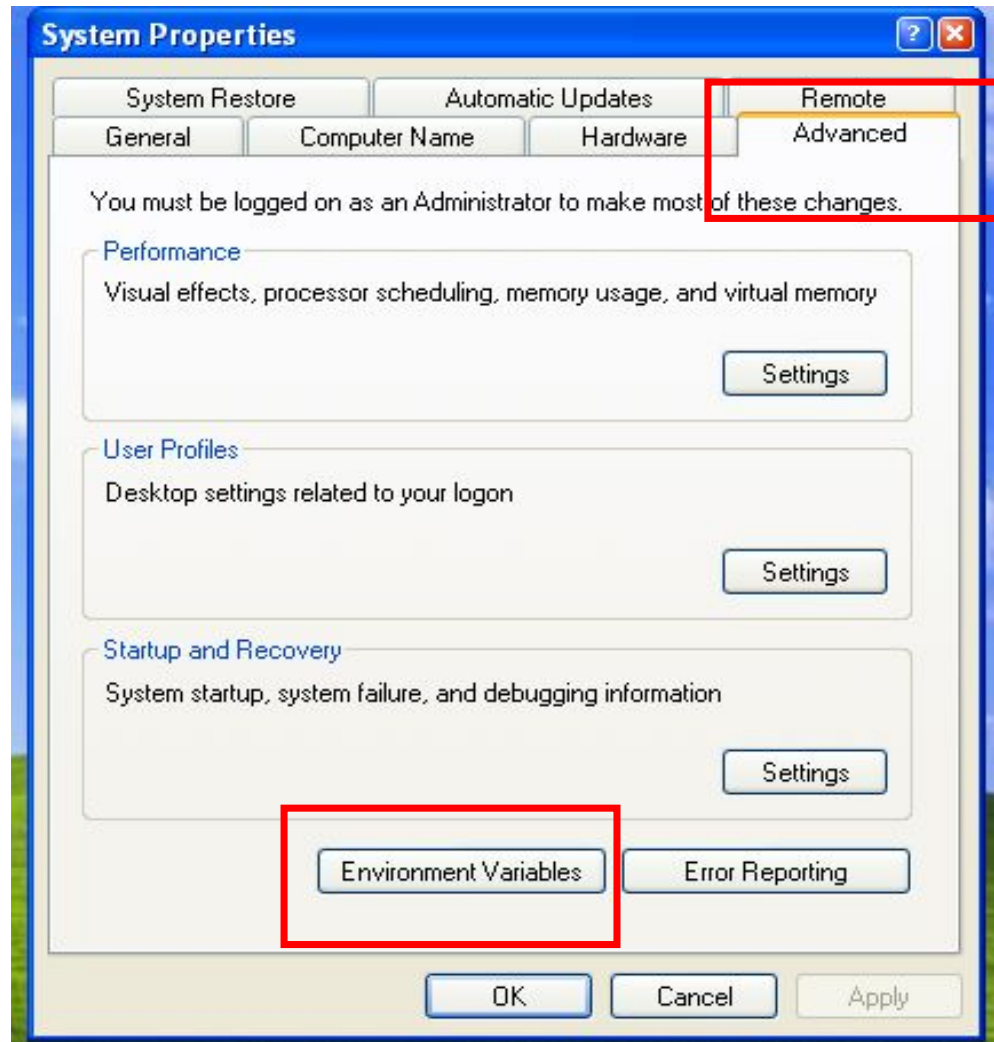 System Properties
?
System Restore Automatic Updates Remote
General Computer Name Hardware Advanced
You must be logged on as an Administrator to make most of these changes.
Performance
Visual effects, processor scheduling, memory usage, and virtual memory
Settings
User Profiles
Desktop settings related to your logon
Settings
Startup and Recovery
System startup, system failure, and debugging information
Settings
Environment Variables Error Reporting
OK Cancel Apply